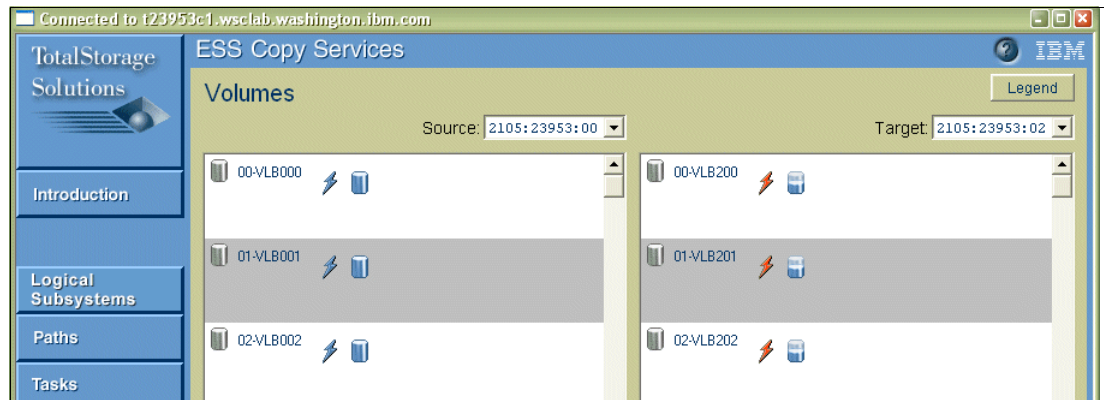 Connected to t23953c1.wsclab.washington.ibm.com
TotalStorage
Solutions
ESS Copy Services
? IBM
Volumes
Legend
Source: 2105:23953:00
Target: 2105:23953:02
00-VLB000
00-VLB200
Introduction
01-VLB001
01-VLB201
Logical
Subsystems
Paths
02-VLB002
02-VLB202
Tasks